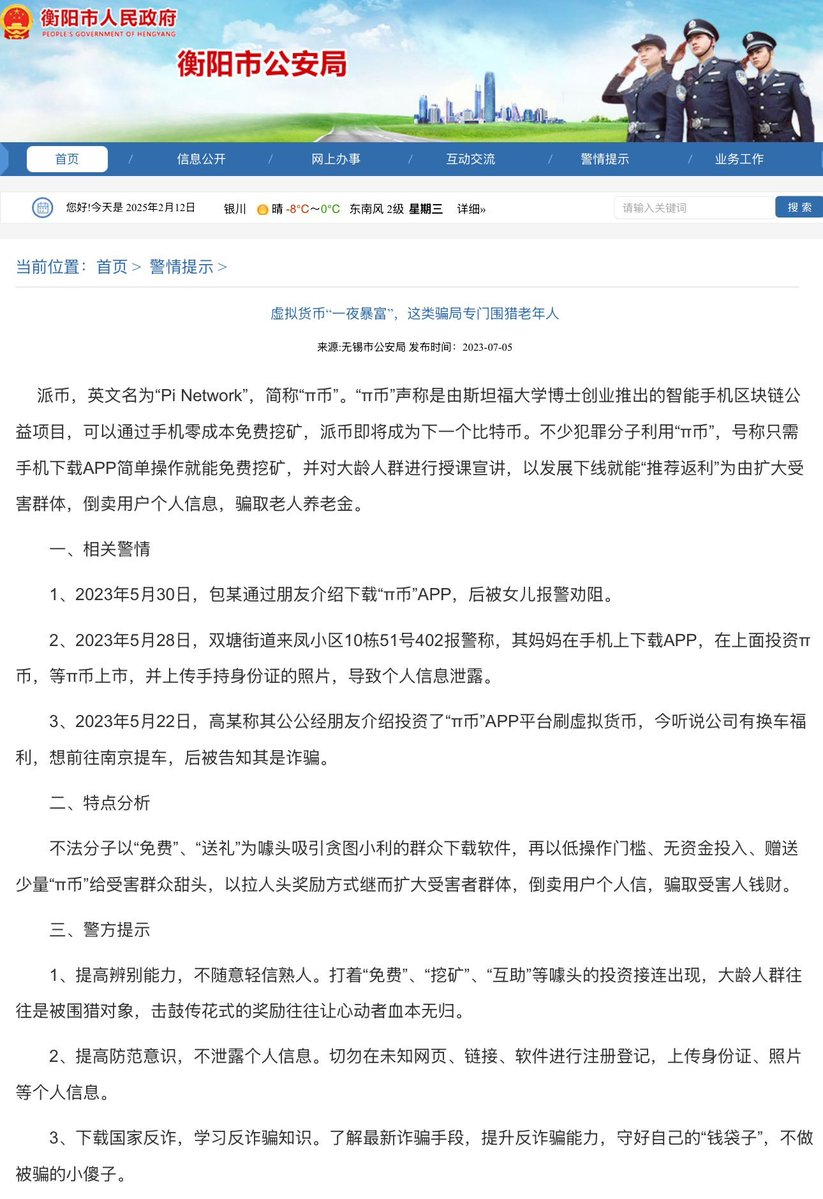 衡阳市人民政府
PEOPLE'S GOVERNMENT OF HENGYANG
衡阳市公安局
首页 / 信息公开 / 网上办事 / 互动交流 / 警情提示 / 业务工作
您好!今天是 2025年2月12日 银川 晴 -8℃～0℃ 东南风 2级 星期三 详细» 请输入关键词 搜 索
当前位置：首页 > 警情提示 >
虚拟货币“一夜暴富”，这类骗局专门围猎老年人
来源:无锡市公安局 发布时间：2023-07-05
派币，英文名为“Pi Network”，简称“π币”。“π币”声称是由斯坦福大学博士创业推出的智能手机区块链公
益项目，可以通过手机零成本免费挖矿，派币即将成为下一个比特币。不少犯罪分子利用“π币”，号称只需
手机下载APP简单操作就能免费挖矿，并对大龄人群进行授课宣讲，以发展下线就能“推荐返利”为由扩大受
害群体，倒卖用户个人信息，骗取老人养老金。
一、相关警情
1、2023年5月30日，包某通过朋友介绍下载“π币”APP，后被女儿报警劝阻。
2、2023年5月28日，双塘街道来凤小区10栋51号402报警称，其妈妈在手机上下载APP，在上面投资π
币，等π币上市，并上传手持身份证的照片，导致个人信息泄露。
3、2023年5月22日，高某称其公公经朋友介绍投资了“π币”APP平台刷虚拟货币，今听说公司有换车福
利，想前往南京提车，后被告知其是诈骗。
二、特点分析
不法分子以“免费”、“送礼”为噱头吸引贪图小利的群众下载软件，再以低操作门槛、无资金投入、赠送
少量“π币”给受害群众甜头，以拉人头奖励方式继而扩大受害者群体，倒卖用户个人信，骗取受害人钱财。
三、警方提示
1、提高辨别能力，不随意轻信熟人。打着“免费”、“挖矿”、“互助”等噱头的投资接连出现，大龄人群往
往是被围猎对象，击鼓传花式的奖励往往让心动者血本无归。
2、提高防范意识，不泄露个人信息。切勿在未知网页、链接、软件进行注册登记，上传身份证、照片
等个人信息。
3、下载国家反诈，学习反诈骗知识。了解最新诈骗手段，提升反诈骗能力，守好自己的“钱袋子”，不做
被骗的小傻子。